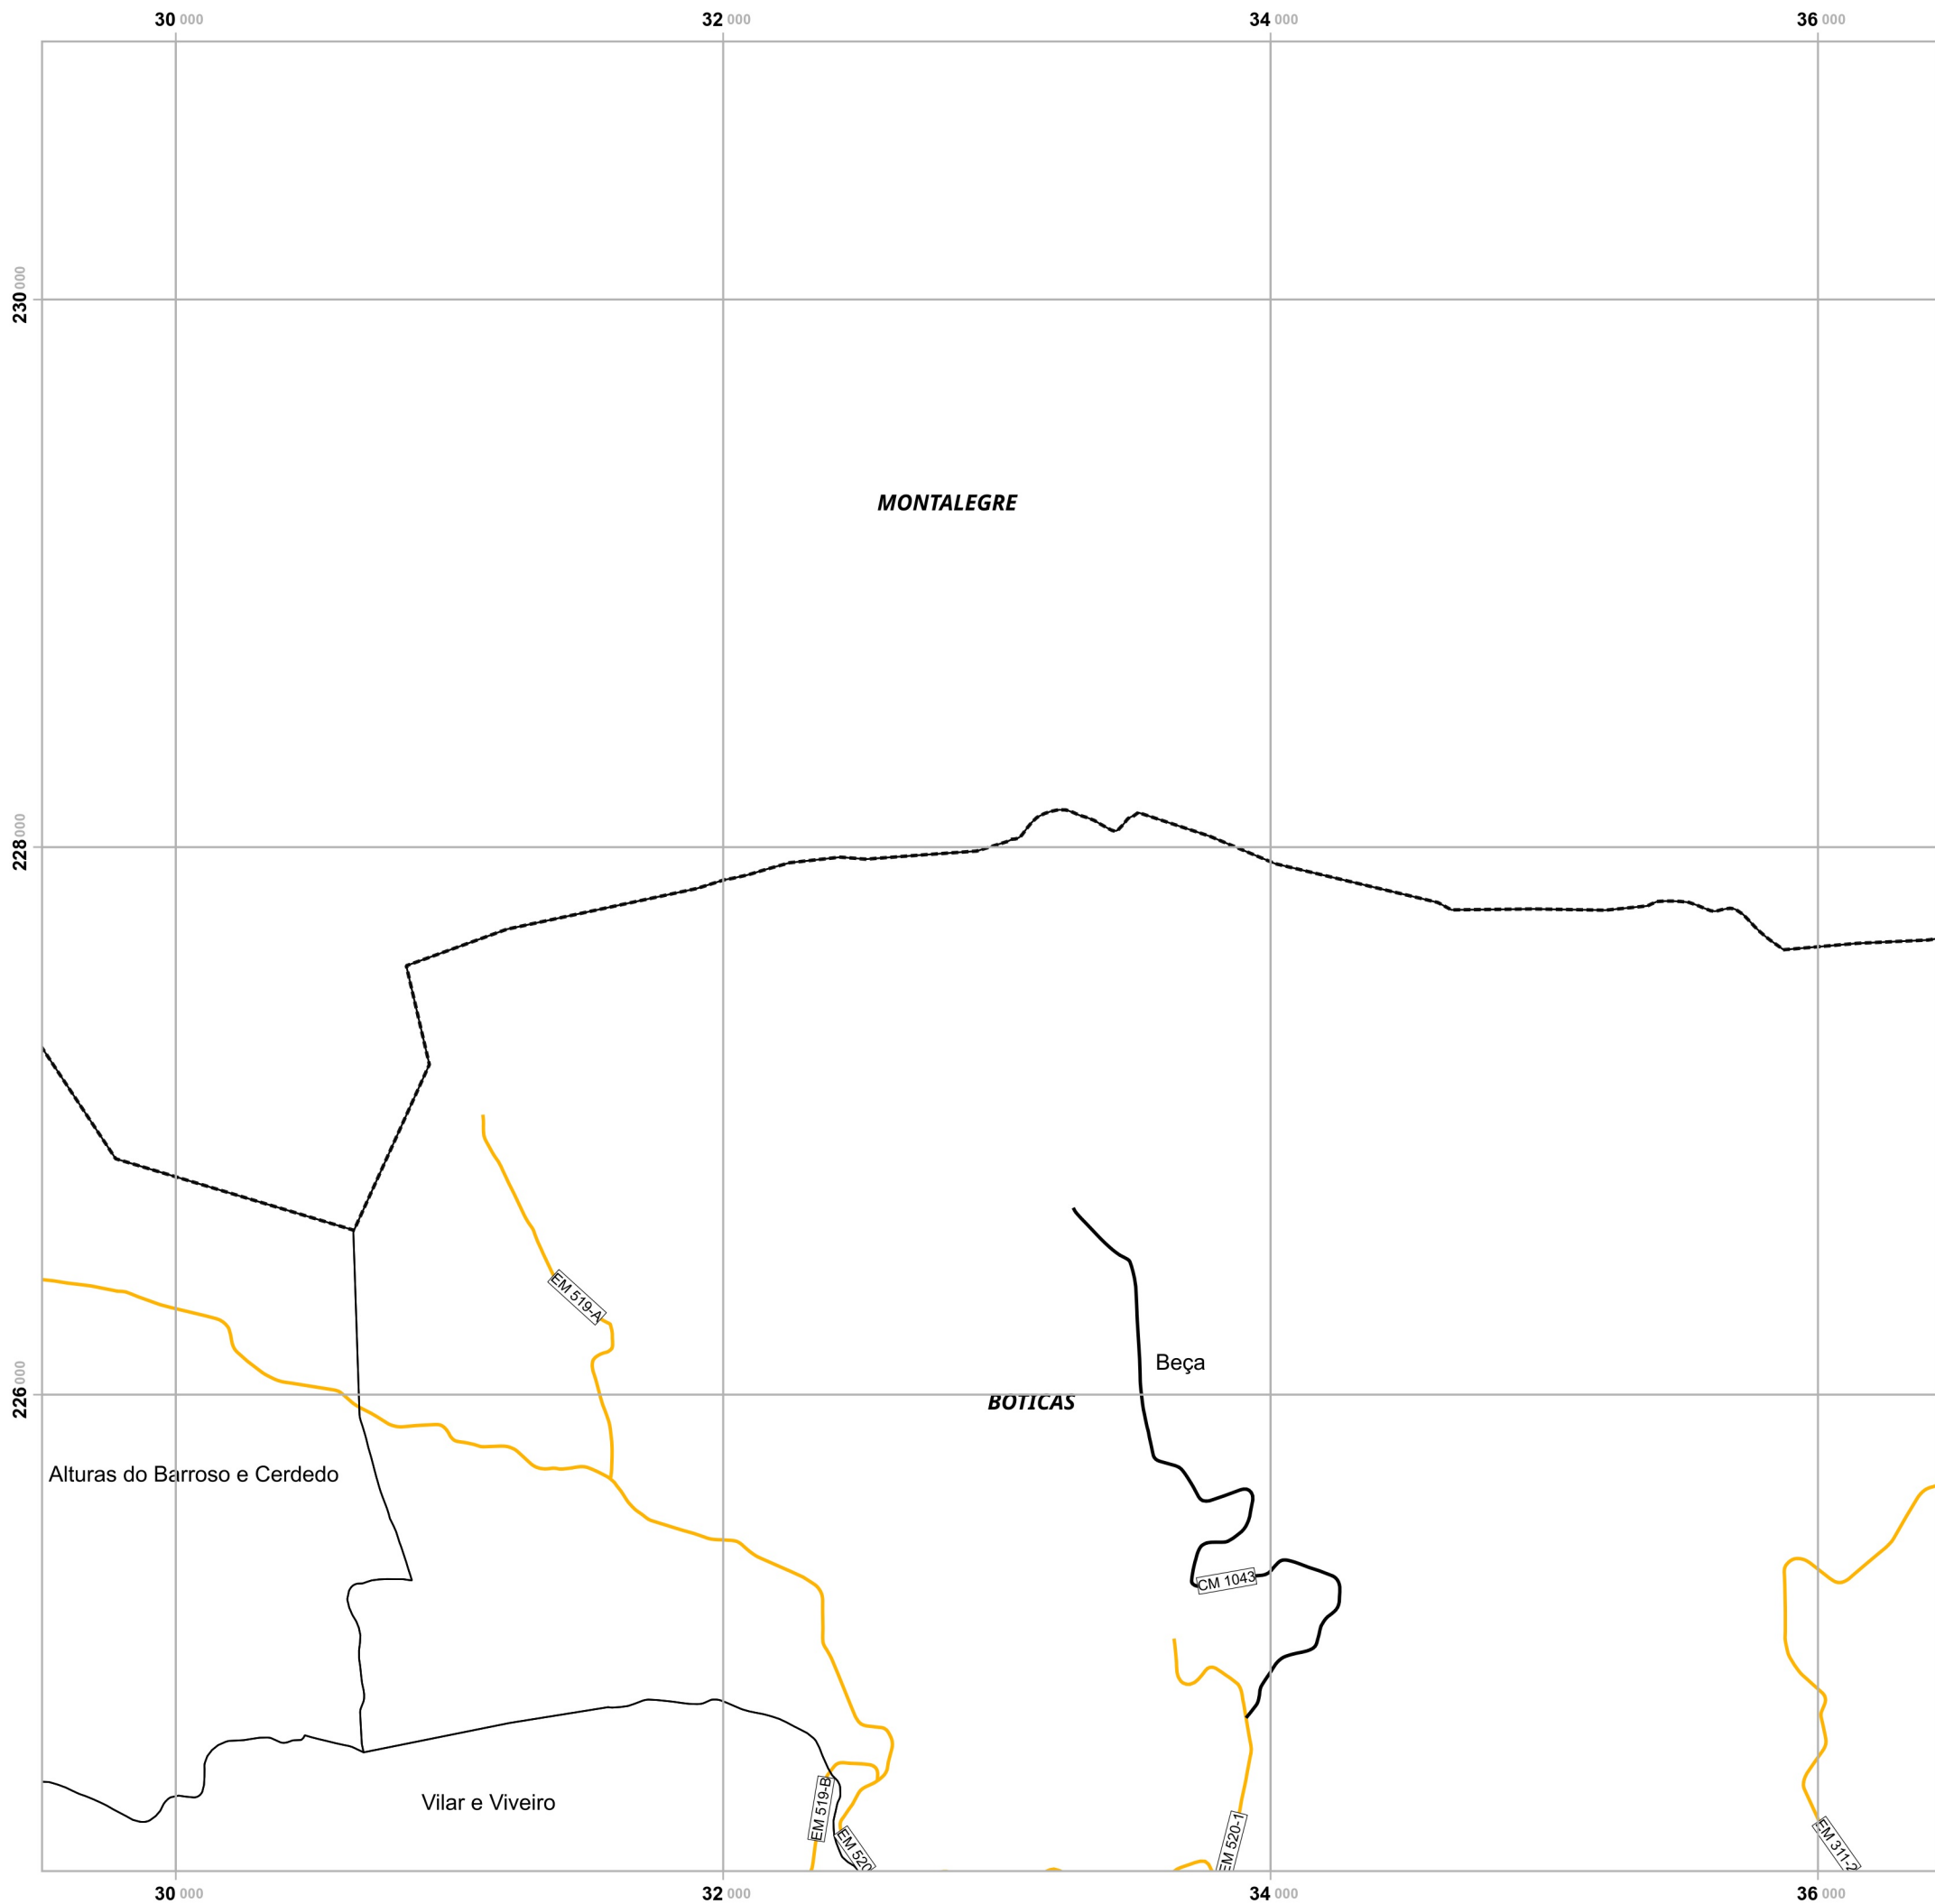 30 000
32 000
34 000
36 000
230 000
MONTALEGRE
228 000
EM 519-A
Beça
226 000
BOTICAS
Alturas do Barroso e Cerdedo
CM 1043
Vilar e Viveiro
EM 519-B
EM 520
EM 520-1
EM 311-2
30 000
32 000
34 000
36 000